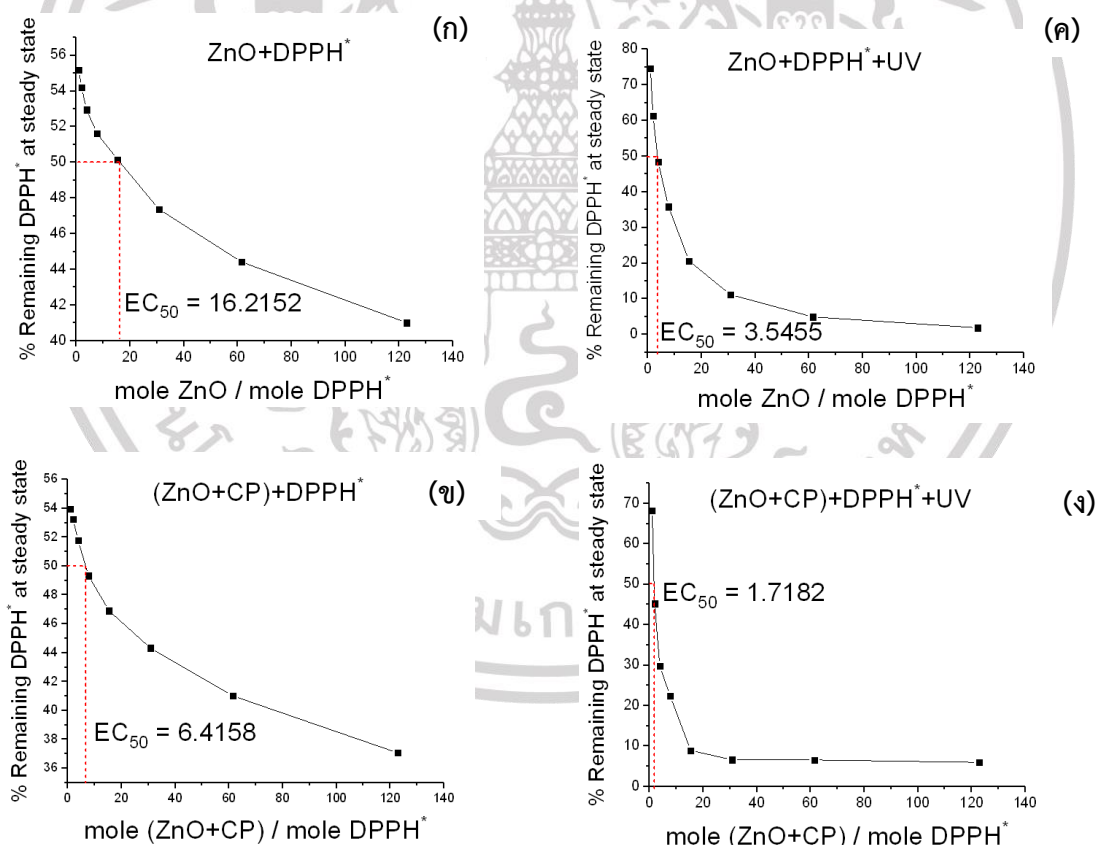 (ก)
ZnO+DPPH*
% Remaining DPPH* at steady state
56
54
52
50
48
46
44
42
40
EC50 = 16.2152
0 20 40 60 80 100 120 140
mole ZnO / mole DPPH*
(ค)
ZnO+DPPH*+UV
% Remaining DPPH* at steady state
80
70
60
50
40
30
20
10
0
EC50 = 3.5455
0 20 40 60 80 100 120 140
mole ZnO / mole DPPH*
(ข)
(ZnO+CP)+DPPH*
% Remaining DPPH* at steady state
56
54
52
50
48
46
44
42
40
38
36
EC50 = 6.4158
0 20 40 60 80 100 120 140
mole (ZnO+CP) / mole DPPH*
(ง)
(ZnO+CP)+DPPH*+UV
% Remaining DPPH* at steady state
70
60
50
40
30
20
10
0
EC50 = 1.7182
0 20 40 60 80 100 120 140
mole (ZnO+CP) / mole DPPH*